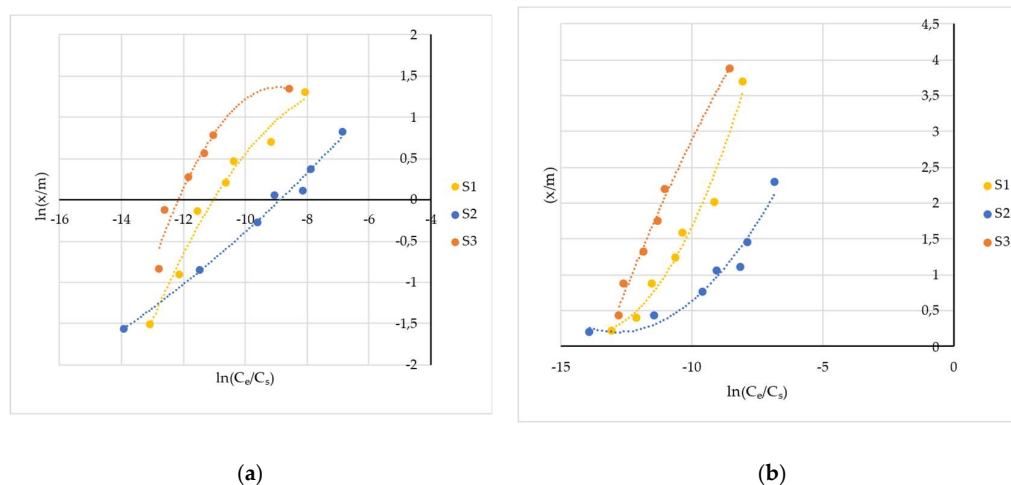 2
1,5
1
0,5
0
-0,5
-1
-1,5
-2
-16
-14
-12
-10
-8
-6
-4
ln(x/m)
ln(Cₑ/Cₛ)
S1
S2
S3
(a)
4,5
4
3,5
3
2,5
2
1,5
1
0,5
0
-15
-10
-5
0
(x/m)
ln(Cₑ/Cₛ)
S1
S2
S3
(b)